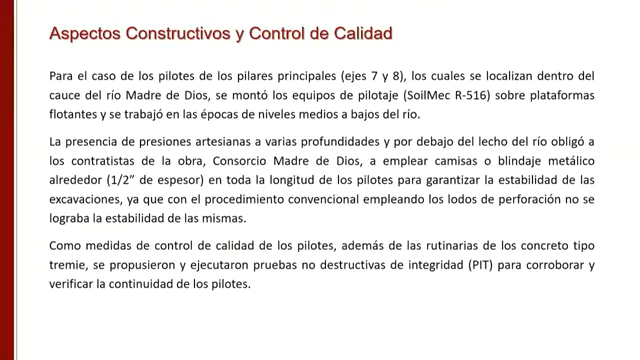 Aspectos Constructivos y Control de Calidad
Para el caso de los pilotes de los pilares principales (ejes 7 y 8), los cuales se localizan dentro del
cauce del río Madre de Dios, se montó los equipos de pilotaje (SoilMec R-516) sobre plataformas
flotantes y se trabajó en las épocas de niveles medios a bajos del río.
La presencia de presiones artesianas a varias profundidades y por debajo del lecho del río obligó a
los contratistas de la obra, Consorcio Madre de Dios, a emplear camisas o blindaje metálico
alrededor (1/2" de espesor) en toda la longitud de los pilotes para garantizar la estabilidad de las
excavaciones, ya que con el procedimiento convencional empleando los lodos de perforación no se
lograba la estabilidad de las mismas.
Como medidas de control de calidad de los pilotes, además de las rutinarias de los concreto tipo
tremie, se propusieron y ejecutaron pruebas no destructivas de integridad (PIT) para corroborar y
verificar la continuidad de los pilotes.